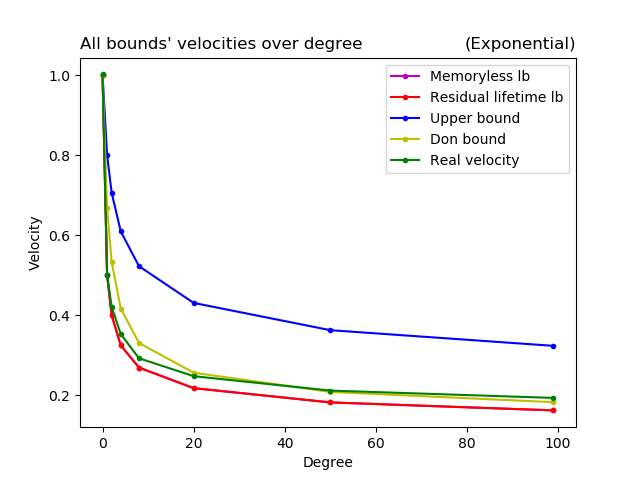 All bounds' velocities over degree (Exponential)
Memoryless lb
Residual lifetime lb
Upper bound
Don bound
Real velocity
Velocity
1.0
0.8
0.6
0.4
0.2
0 20 40 60 80 100
Degree